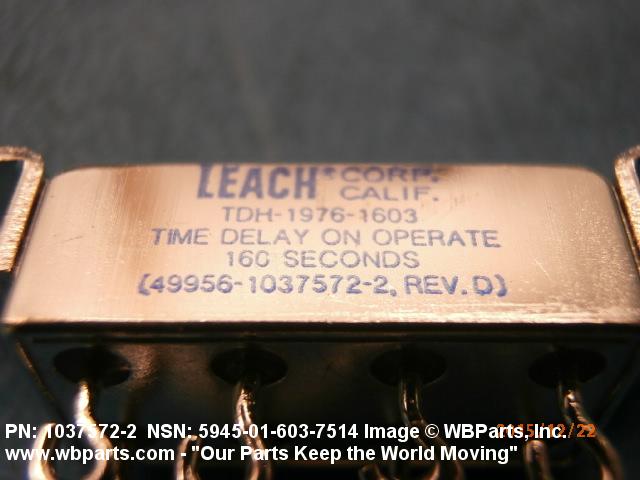 LEACH® CORP.
CALIF.
TDH-1976-1603
TIME DELAY ON OPERATE
160 SECONDS
(49956-1037572-2, REV. D)
PN: 1037572-2 NSN: 5945-01-603-7514 Image © WBParts, Inc.
www.wbparts.com - "Our Parts Keep the World Moving"